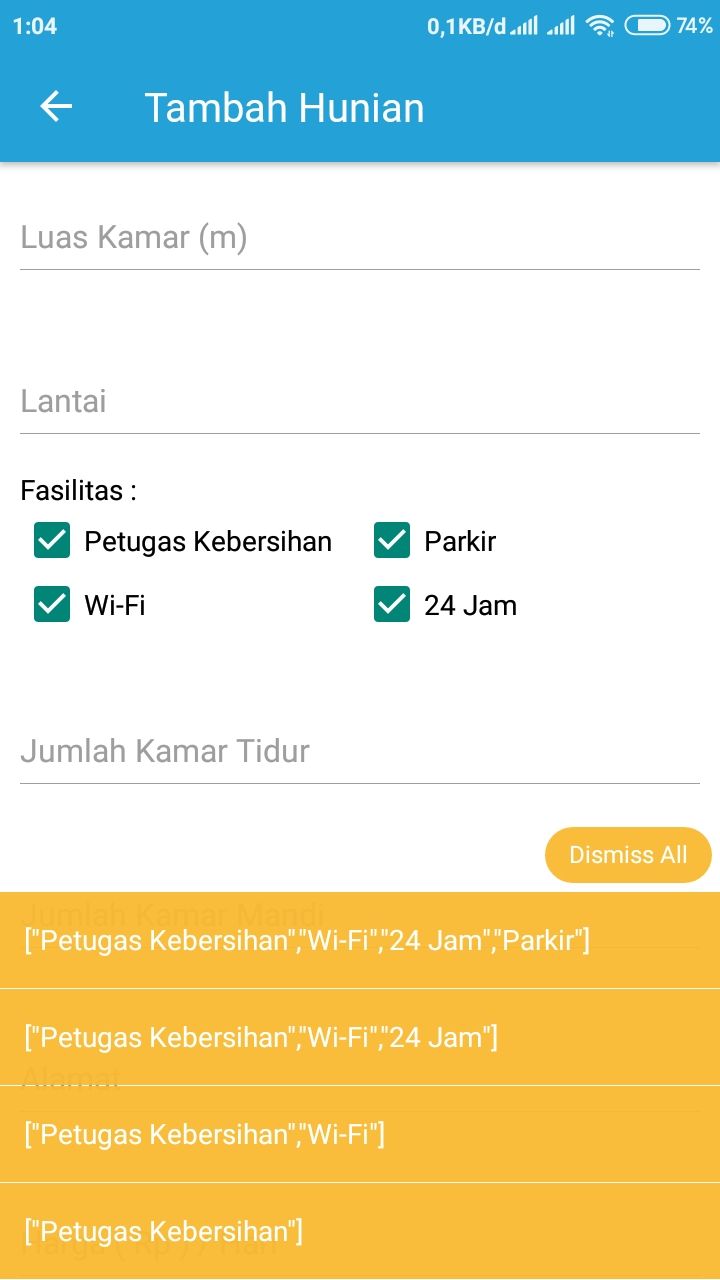 1:04 0,1KB/d 74%
Tambah Hunian
Luas Kamar (m)
Lantai
Fasilitas :
Petugas Kebersihan Parkir
Wi-Fi 24 Jam
Jumlah Kamar Tidur
Dismiss All
Jumlah Kamar Mandi
["Petugas Kebersihan","Wi-Fi","24 Jam","Parkir"]
["Petugas Kebersihan","Wi-Fi","24 Jam"]
Alamat
["Petugas Kebersihan","Wi-Fi"]
["Petugas Kebersihan"]
Harga ( Rp ) / Hari